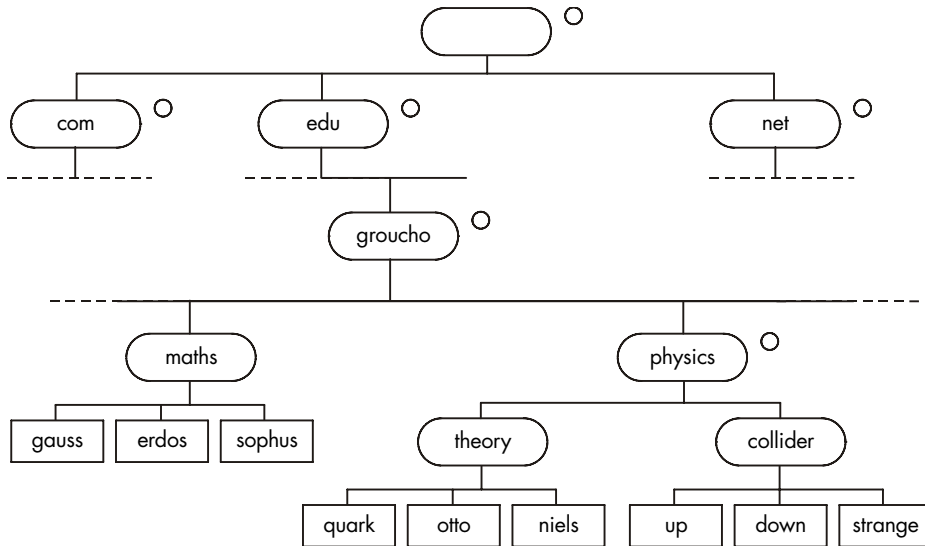 com edu net
groucho
maths physics
gauss erdos sophus theory collider
quark otto niels up down strange